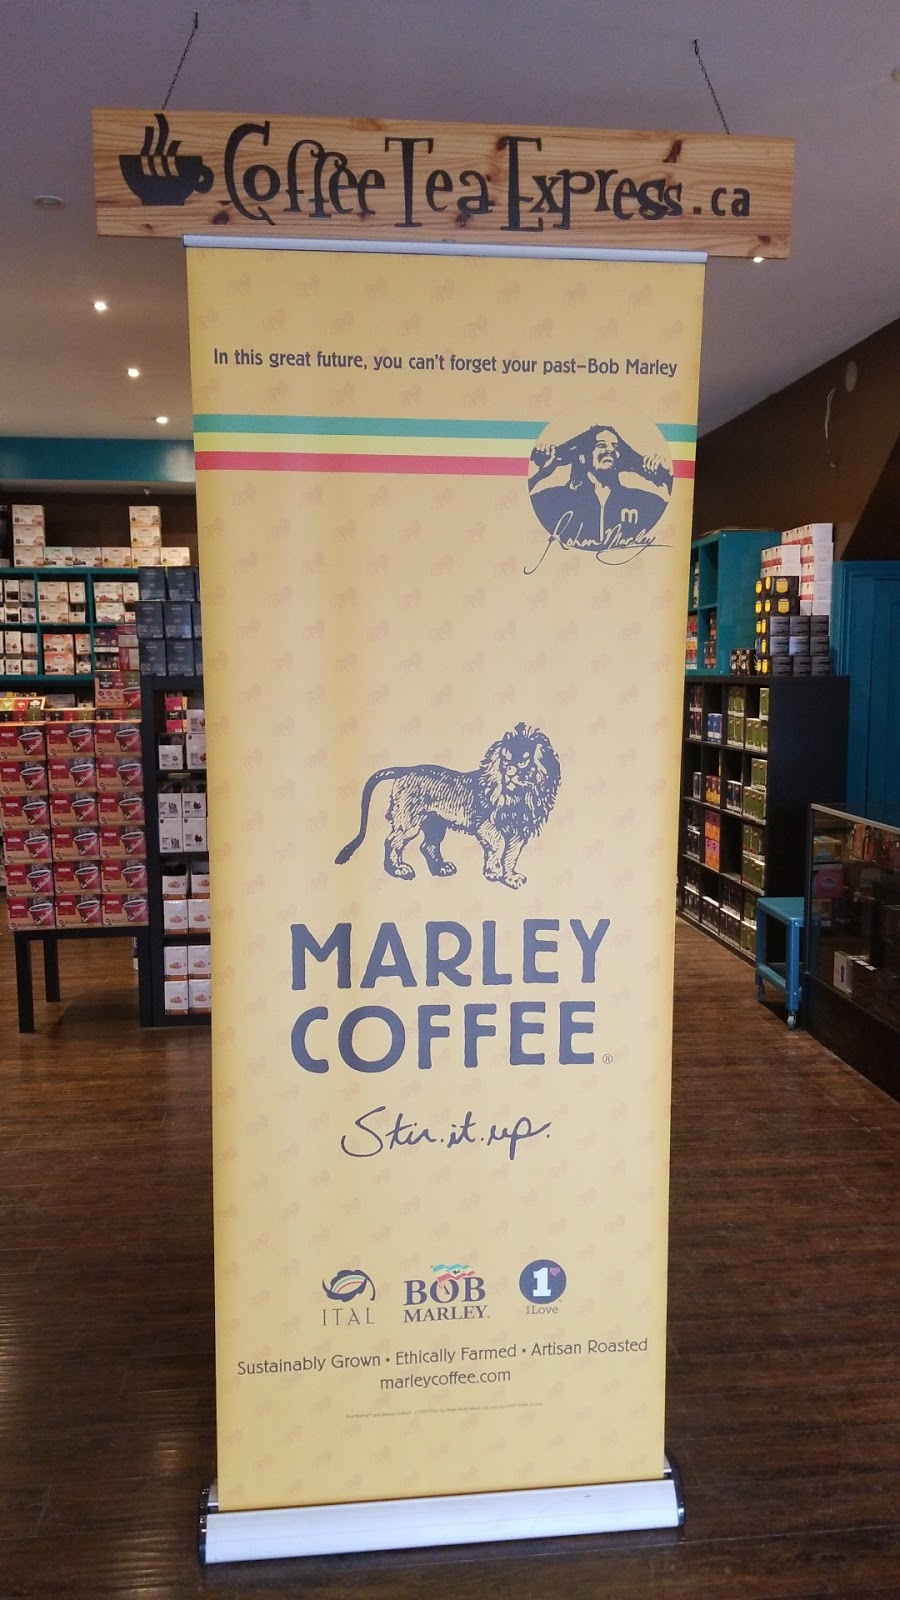 CoffeeTeaExpress.ca
In this great future, you can't forget your past–Bob Marley
m
Rohan Marley
MARLEY
COFFEE®
Stir.it.up.
ITAL
BOB
MARLEY
1
1Love
Sustainably Grown • Ethically Farmed • Artisan Roasted
marleycoffee.com